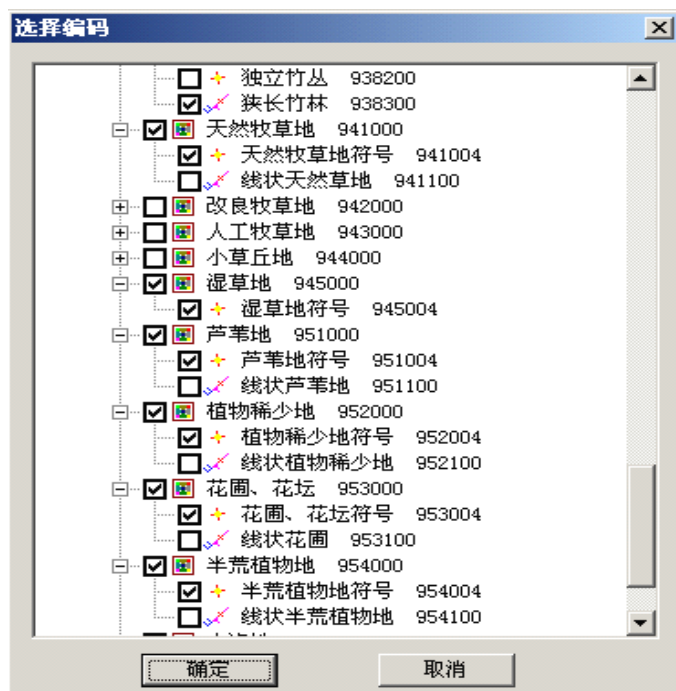 选择编码
独立竹丛 938200
狭长竹林 938300
天然牧草地 941000
天然牧草地符号 941004
线状天然草地 941100
改良牧草地 942000
人工牧草地 943000
小草丘地 944000
湿草地 945000
湿草地符号 945004
芦苇地 951000
芦苇地符号 951004
线状芦苇地 951100
植物稀少地 952000
植物稀少地符号 952004
线状植物稀少地 952100
花圃、花坛 953000
花圃、花坛符号 953004
线状花圃 953100
半荒植物地 954000
半荒植物地符号 954004
线状半荒植物地 954100
确定 取消